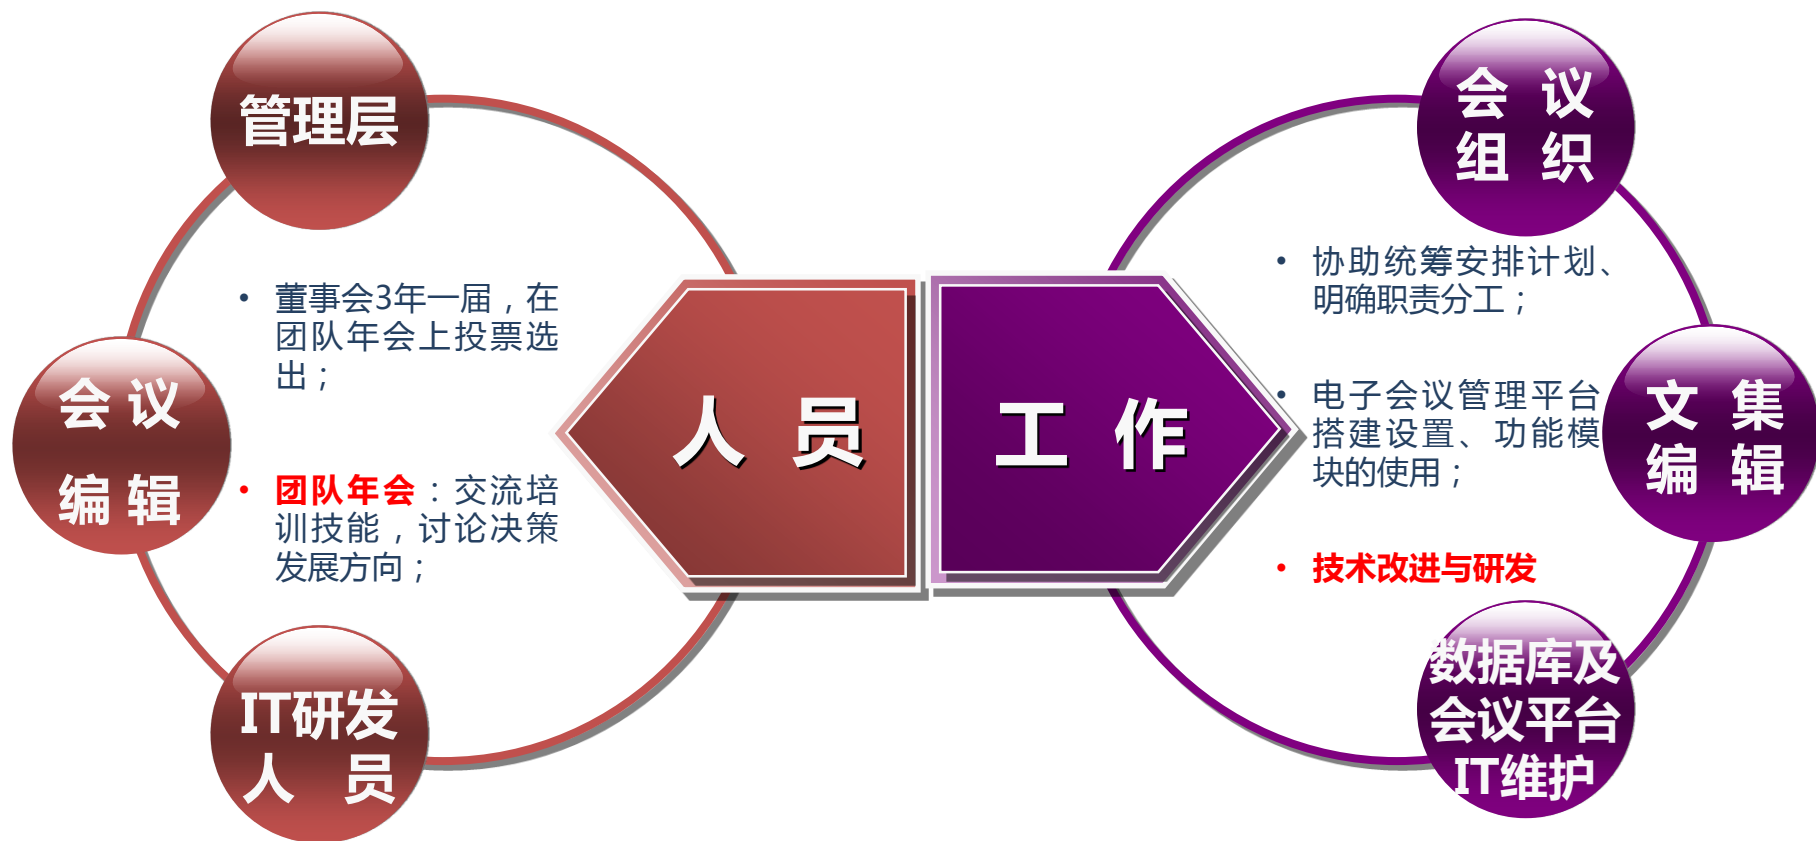 管理层
会 议
编 辑
IT研发
人 员
• 董事会3年一届，在
团队年会上投票选
出；
• 团队年会：交流培
训技能，讨论决策
发展方向；
人 员
工 作
• 协助统筹安排计划、
明确职责分工；
• 电子会议管理平台
搭建设置、功能模
块的使用；
• 技术改进与研发
会 议
组 织
文 集
编 辑
数据库及
会议平台
IT维护